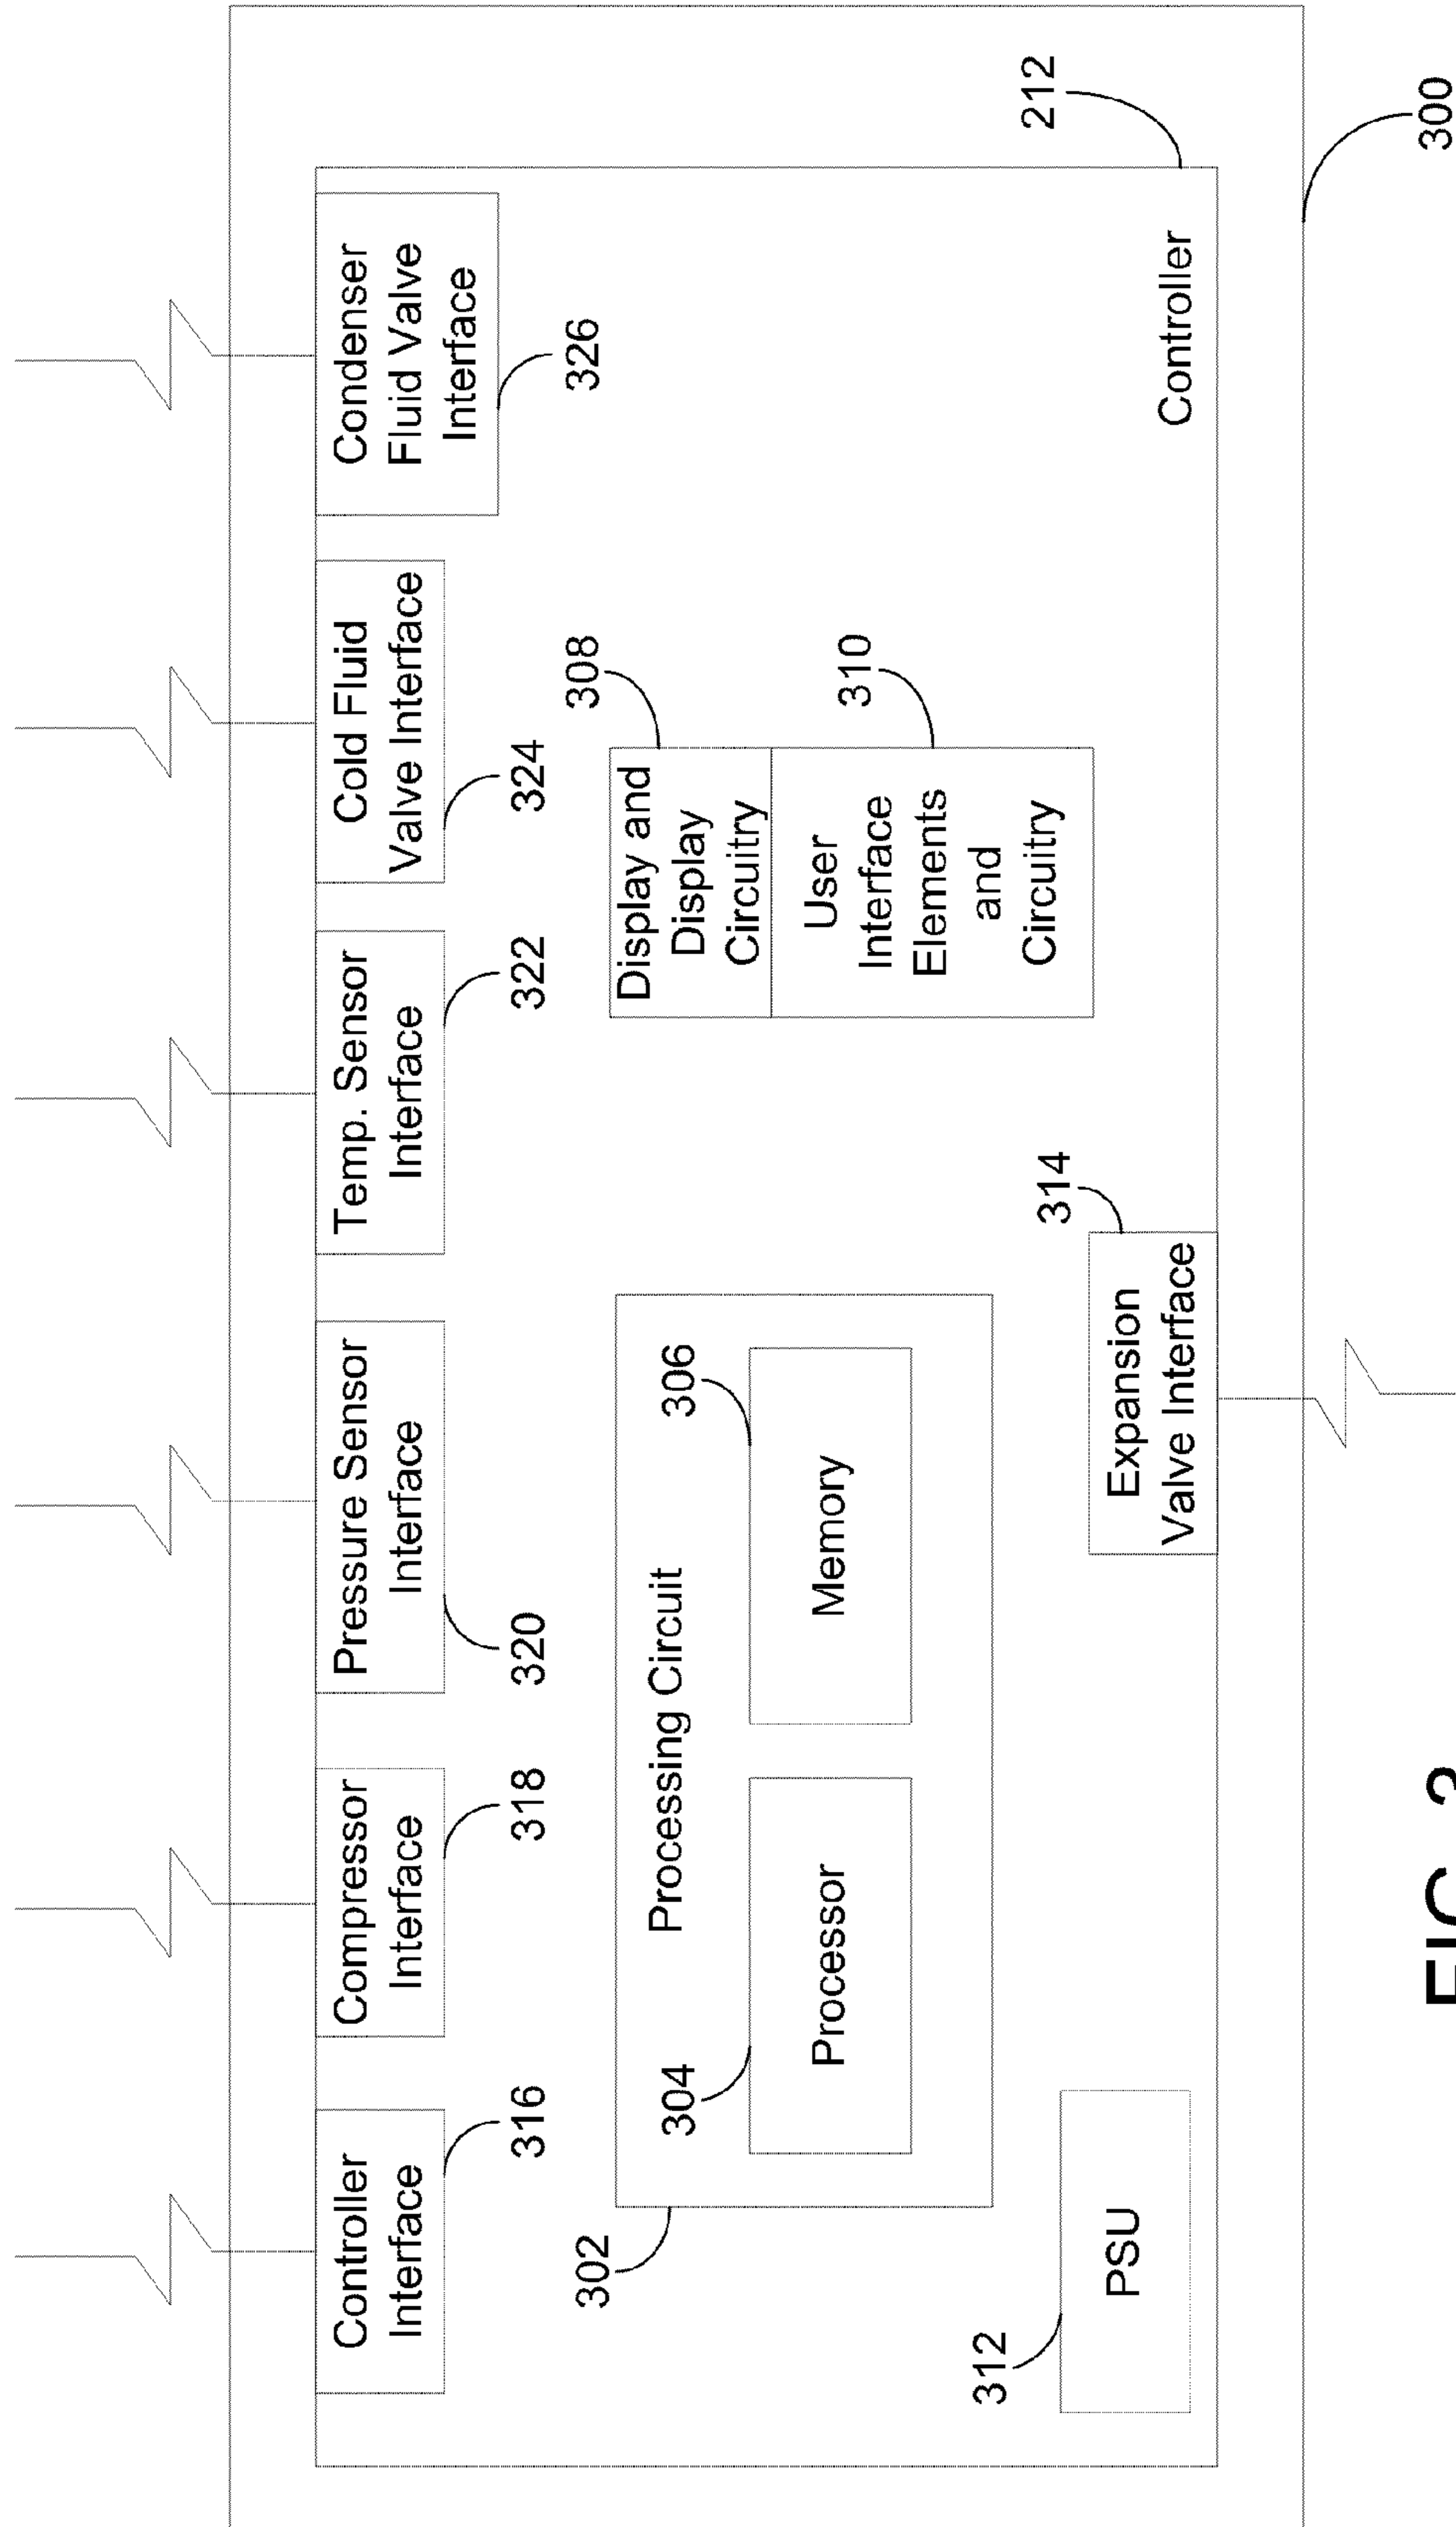 Controller
Interface
316
Compressor
Interface
318
Pressure Sensor
Interface
320
Temp. Sensor
Interface
322
Cold Fluid
Valve Interface
324
Condenser
Fluid Valve
Interface
326
302
Processing Circuit
304
Processor
306
Memory
308
Display and
Display
Circuitry
310
User
Interface
Elements
and
Circuitry
312
PSU
314
Expansion
Valve Interface
212
Controller
300
FIG.